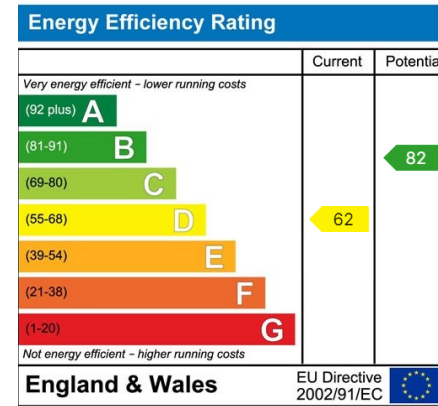 Energy Efficiency Rating
Current Potentia
Very energy efficient – lower running costs
(92 plus) A
(81-91) B
82
(69-80) C
(55-68) D
62
(39-54) E
(21-38) F
(1-20) G
Not energy efficient – higher running costs
England & Wales
EU Directive
2002/91/EC